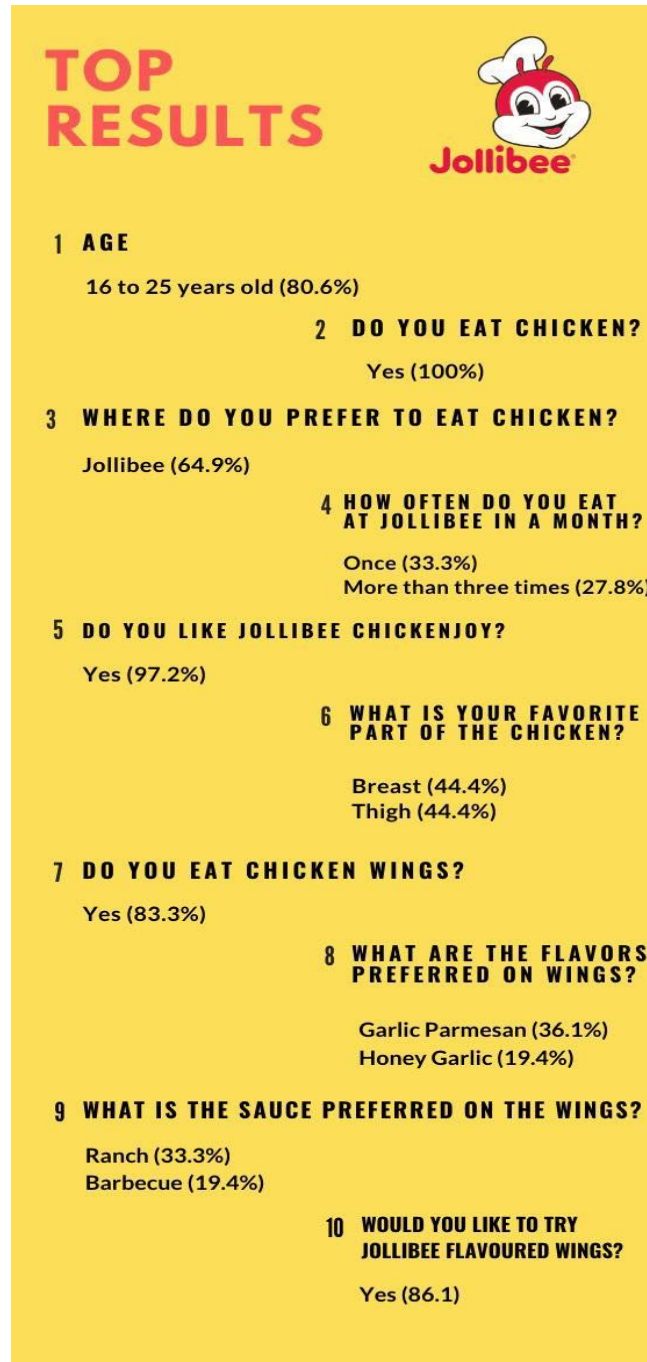 TOP
RESULTS
Jollibee
1 AGE
16 to 25 years old (80.6%)
2 DO YOU EAT CHICKEN?
Yes (100%)
3 WHERE DO YOU PREFER TO EAT CHICKEN?
Jollibee (64.9%)
4 HOW OFTEN DO YOU EAT
AT JOLLIBEE IN A MONTH?
Once (33.3%)
More than three times (27.8%)
5 DO YOU LIKE JOLLIBEE CHICKENJOY?
Yes (97.2%)
6 WHAT IS YOUR FAVORITE
PART OF THE CHICKEN?
Breast (44.4%)
Thigh (44.4%)
7 DO YOU EAT CHICKEN WINGS?
Yes (83.3%)
8 WHAT ARE THE FLAVORS
PREFERRED ON WINGS?
Garlic Parmesan (36.1%)
Honey Garlic (19.4%)
9 WHAT IS THE SAUCE PREFERRED ON THE WINGS?
Ranch (33.3%)
Barbecue (19.4%)
10 WOULD YOU LIKE TO TRY
JOLLIBEE FLAVOURED WINGS?
Yes (86.1)